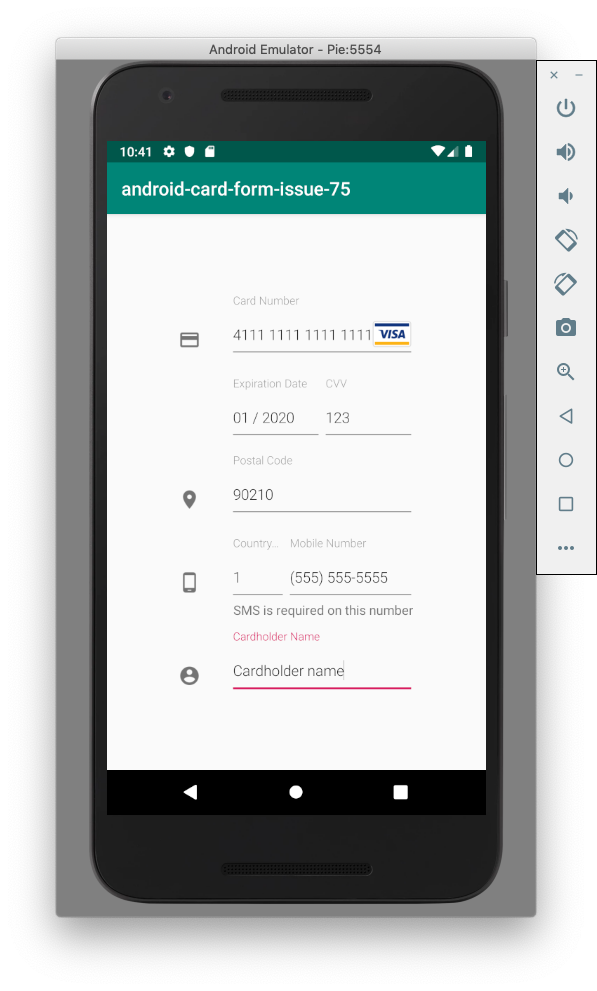 Android Emulator - Pie:5554
10:41
android-card-form-issue-75
Card Number
4111 1111 1111 1111 VISA
Expiration Date CVV
01 / 2020 123
Postal Code
90210
Country... Mobile Number
1 (555) 555-5555
SMS is required on this number
Cardholder Name
Cardholder name